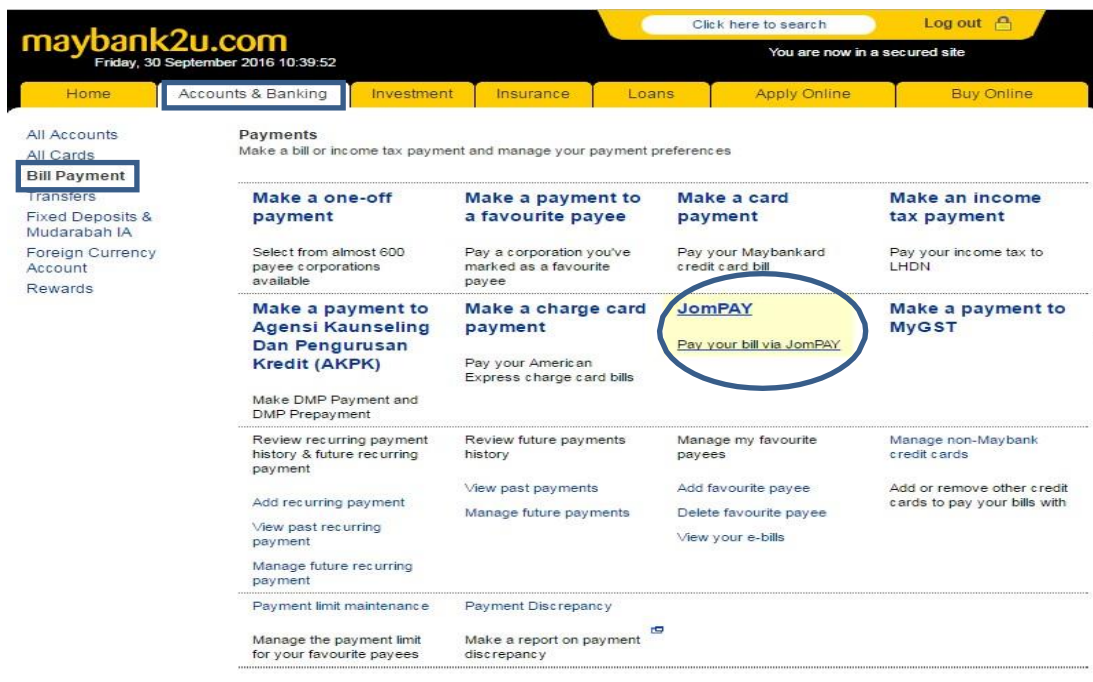 maybank2u.com
Friday, 30 September 2016 10:39:52
Click here to search
Log out
You are now in a secured site
Home
Accounts & Banking
Investment
Insurance
Loans
Apply Online
Buy Online
All Accounts
All Cards
Bill Payment
Transfers
Fixed Deposits &
Mudarabah IA
Foreign Currency
Account
Rewards
Payments
Make a bill or income tax payment and manage your payment preferences
Make a one-off
payment
Select from almost 600
payee corporations
available
Make a payment to
a favourite payee
Pay a corporation you've
marked as a favourite
payee
Make a card
payment
Pay your Maybankard
credit card bill
Make an income
tax payment
Pay your income tax to
LHDN
Make a payment to
Agensi Kaunseling
Dan Pengurusan
Kredit (AKPK)
Make DMP Payment and
DMP Prepayment
Make a charge card
payment
Pay your American
Express charge card bills
JomPAY
Pay your bill via JomPAY
Make a payment to
MyGST
Review recurring payment
history & future recurring
payment
Add recurring payment
View past recurring
payment
Manage future recurring
payment
Review future payments
history
View past payments
Manage future payments
Manage my favourite
payees
Add favourite payee
Delete favourite payee
View your e-bills
Manage non-Maybank
credit cards
Add or remove other credit
cards to pay your bills with
Payment limit maintenance
Manage the payment limit
for your favourite payees
Payment Discrepancy
Make a report on payment
discrepancy